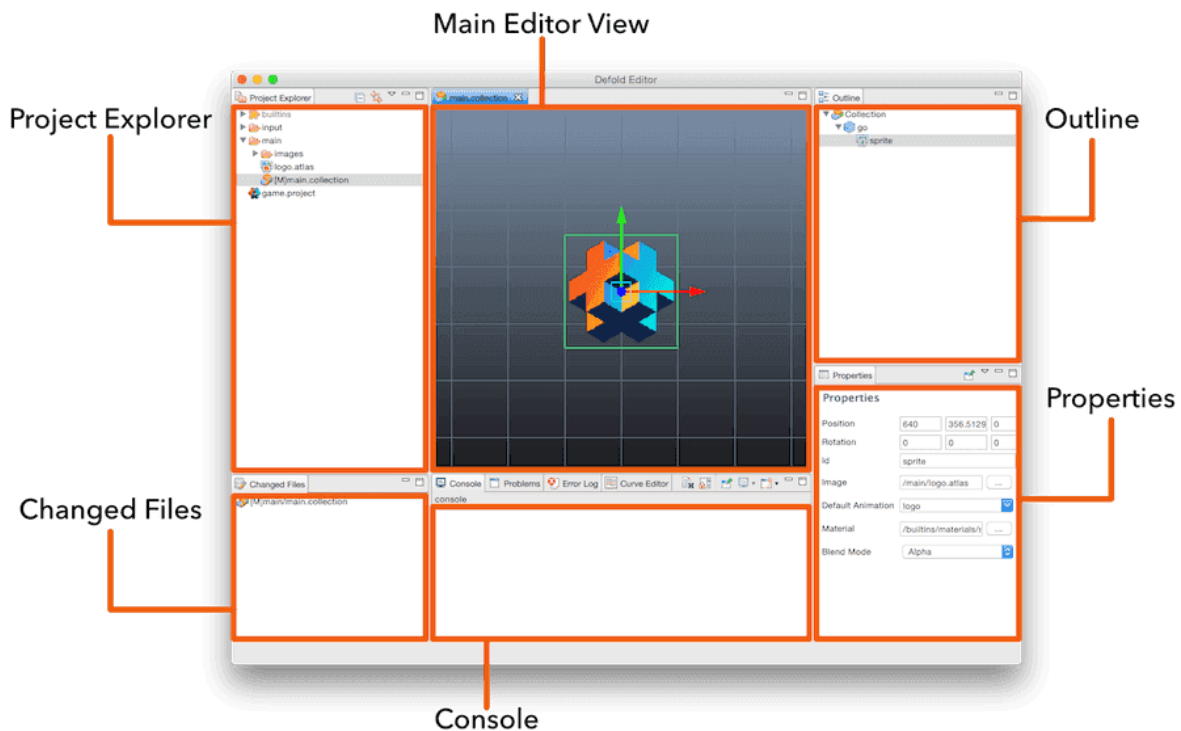 Main Editor View
Defold Editor
Project Explorer
Project Explorer
builtins
input
main
images
logo.atlas
[M]main.collection
game.project
main.collection
Outline
Outline
Collection
go
sprite
Properties
Properties
Properties
Position 640 356.5129 0
Rotation 0 0 0
Id sprite
Image /main/logo.atlas ...
Default Animation logo
Material /builtins/materials/s ...
Blend Mode Alpha
Changed Files
Changed Files
[M]main/main.collection
Console Problems Error Log Curve Editor
console
Console